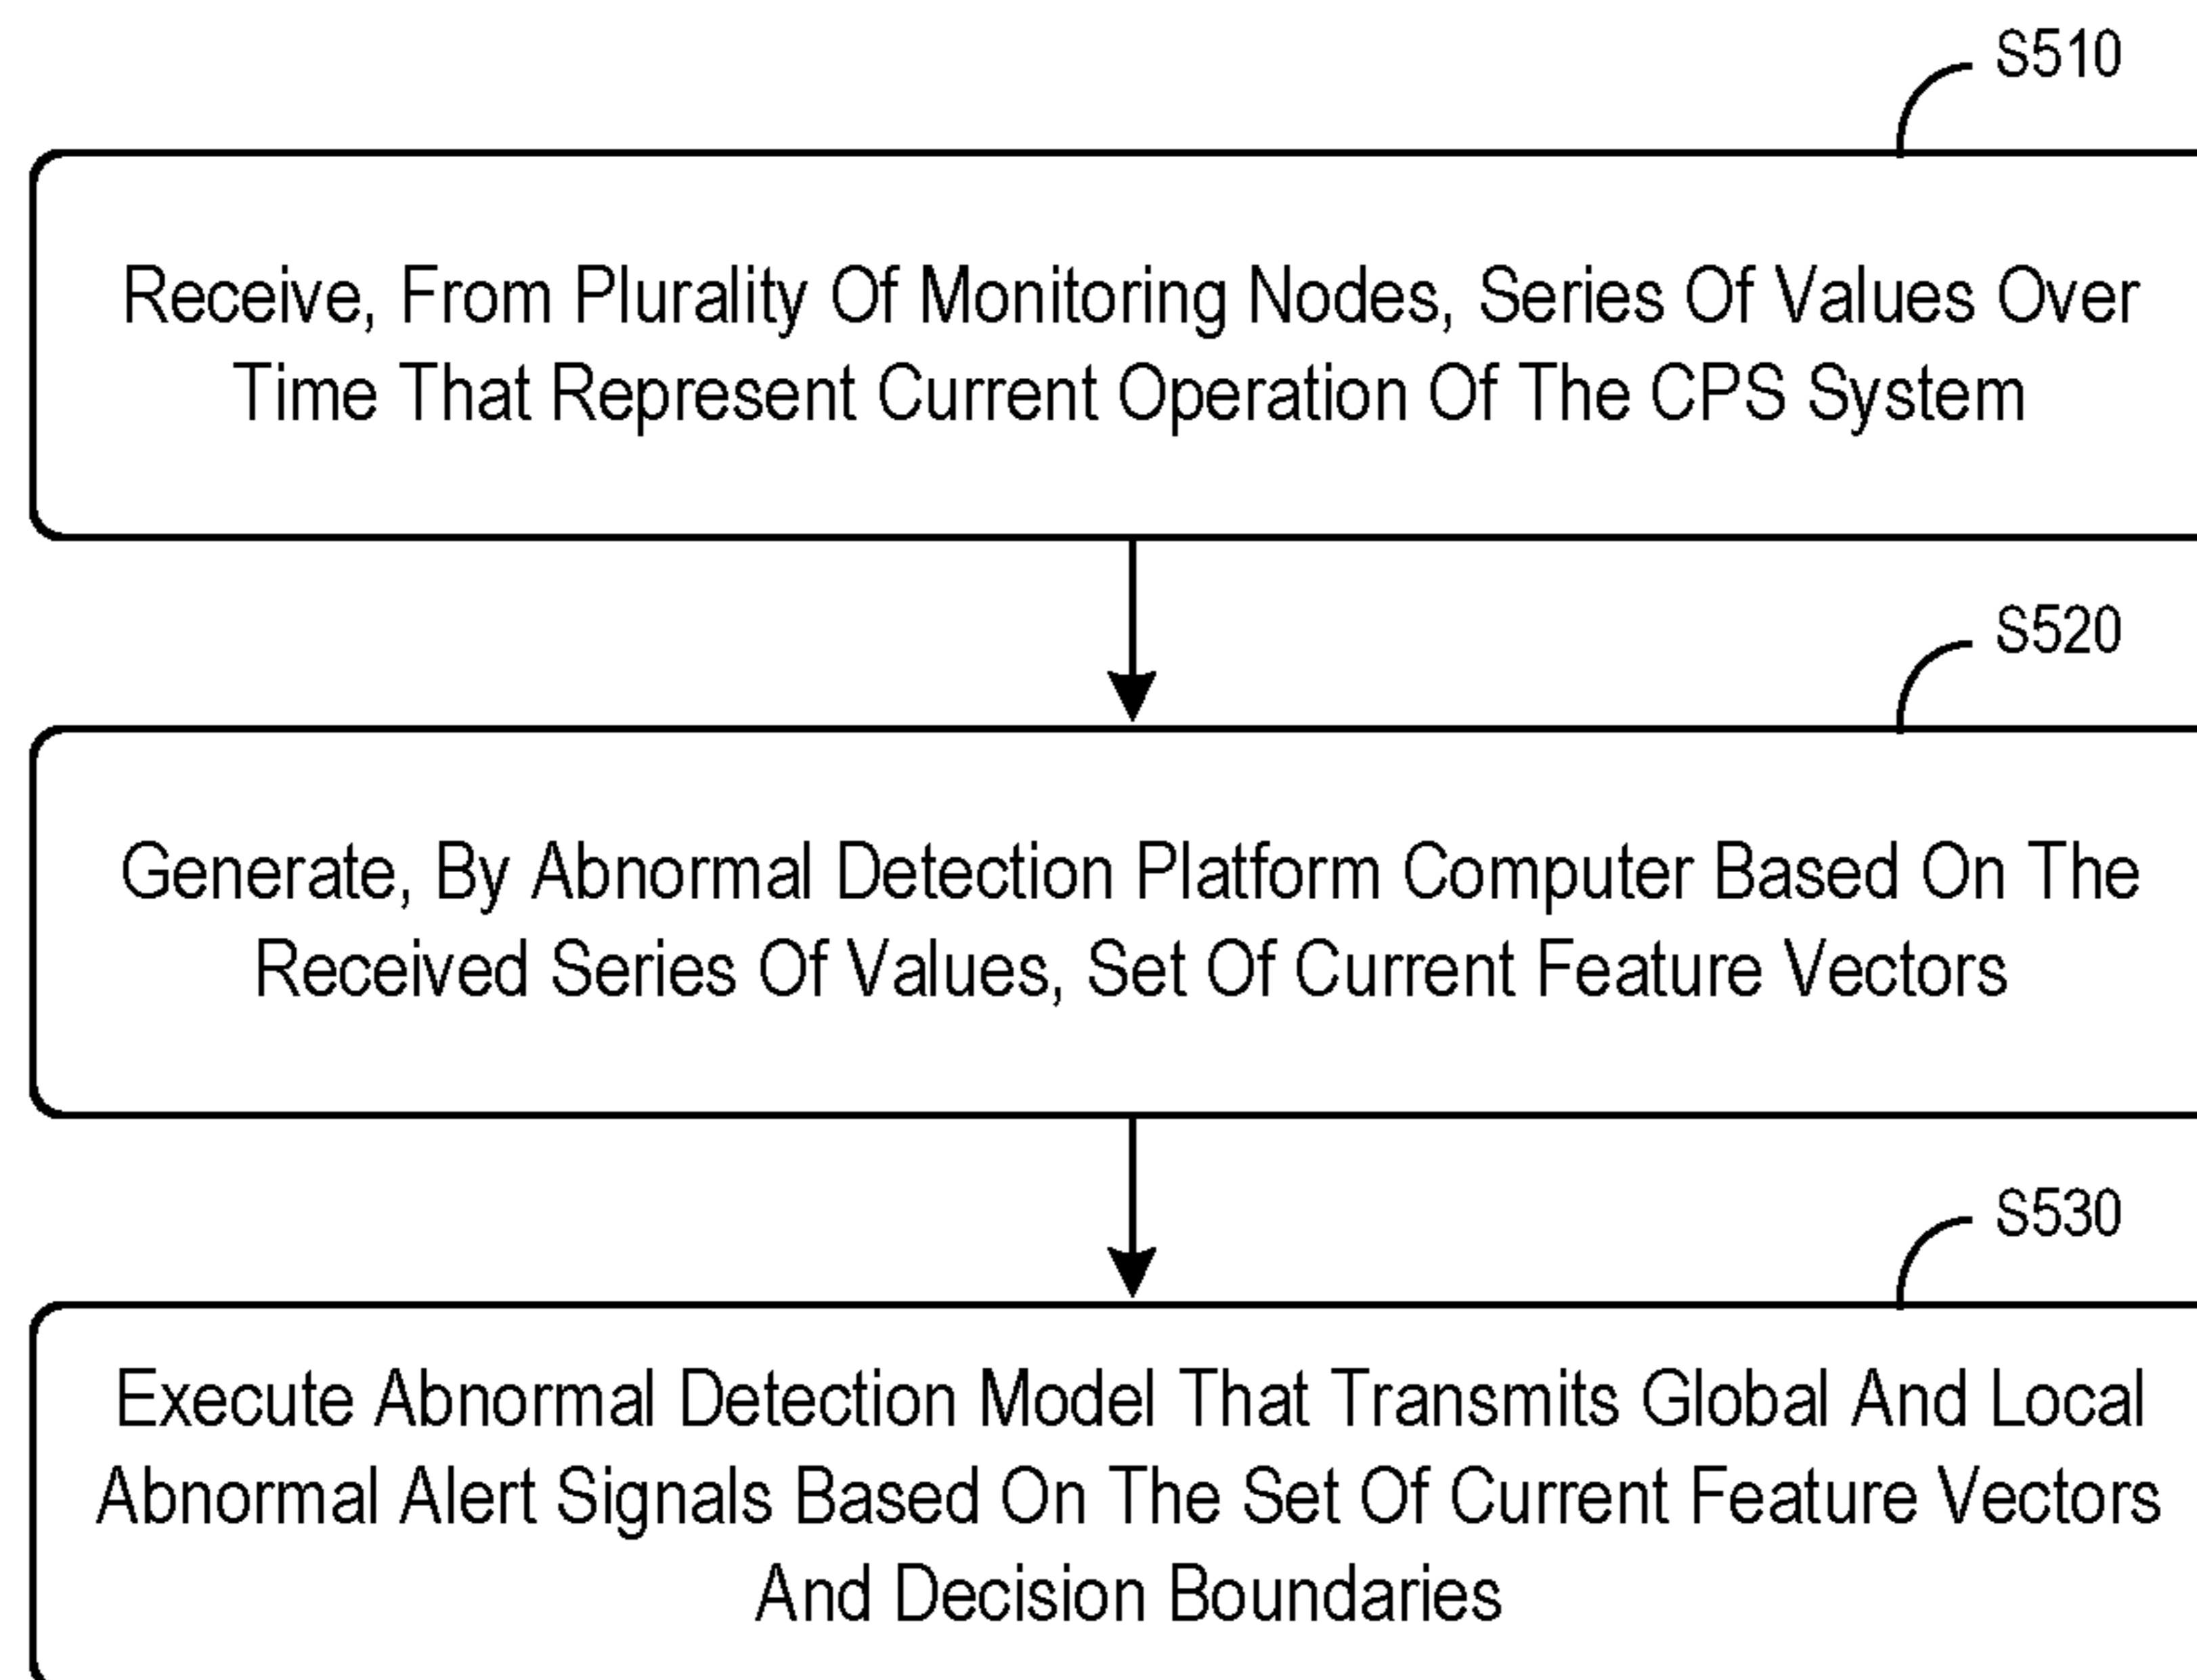 S510
Receive, From Plurality Of Monitoring Nodes, Series Of Values Over
Time That Represent Current Operation Of The CPS System
S520
Generate, By Abnormal Detection Platform Computer Based On The
Received Series Of Values, Set Of Current Feature Vectors
S530
Execute Abnormal Detection Model That Transmits Global And Local
Abnormal Alert Signals Based On The Set Of Current Feature Vectors
And Decision Boundaries